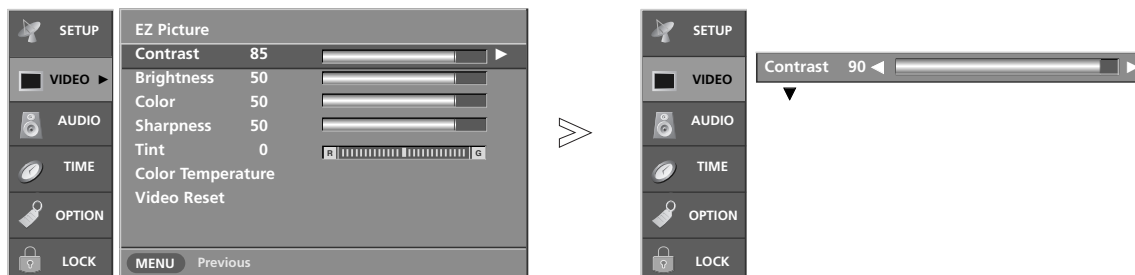 SETUP
VIDEO ►
AUDIO
TIME
OPTION
LOCK
EZ Picture
Contrast 85 ►
Brightness 50
Color 50
Sharpness 50
Tint 0 R G
Color Temperature
Video Reset
MENU Previous
SETUP
VIDEO
AUDIO
TIME
OPTION
LOCK
Contrast 90 ◄ ►
▼